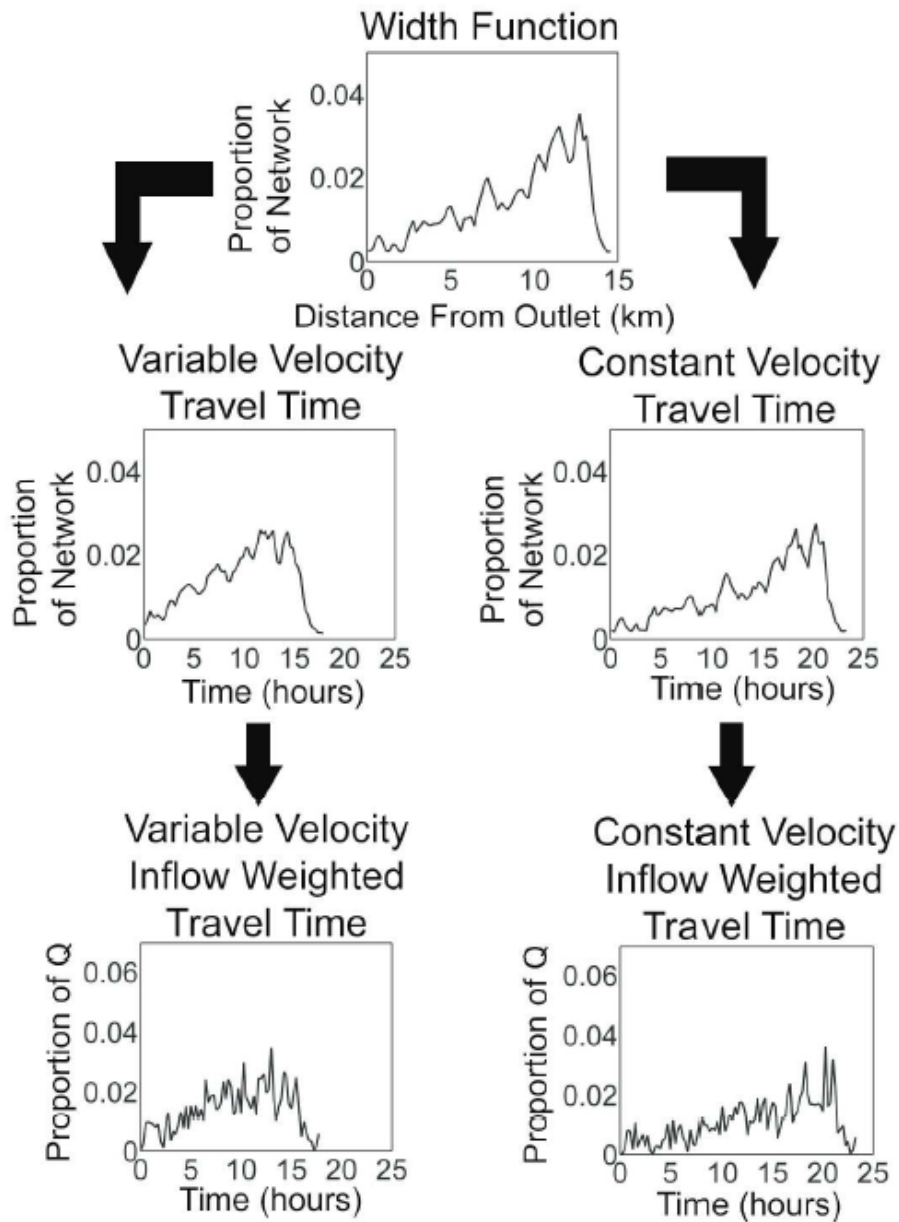 Width Function
Proportion
of Network
0.04
0.02
0
0 5 10 15
Distance From Outlet (km)
Variable Velocity
Travel Time
Proportion
of Network
0.04
0.02
0
0 5 10 15 20 25
Time (hours)
Constant Velocity
Travel Time
Proportion
of Network
0.04
0.02
0
0 5 10 15 20 25
Time (hours)
Variable Velocity
Inflow Weighted
Travel Time
Proportion of Q
0.06
0.04
0.02
0
0 5 10 15 20 25
Time (hours)
Constant Velocity
Inflow Weighted
Travel Time
Proportion of Q
0.06
0.04
0.02
0
0 5 10 15 20 25
Time (hours)